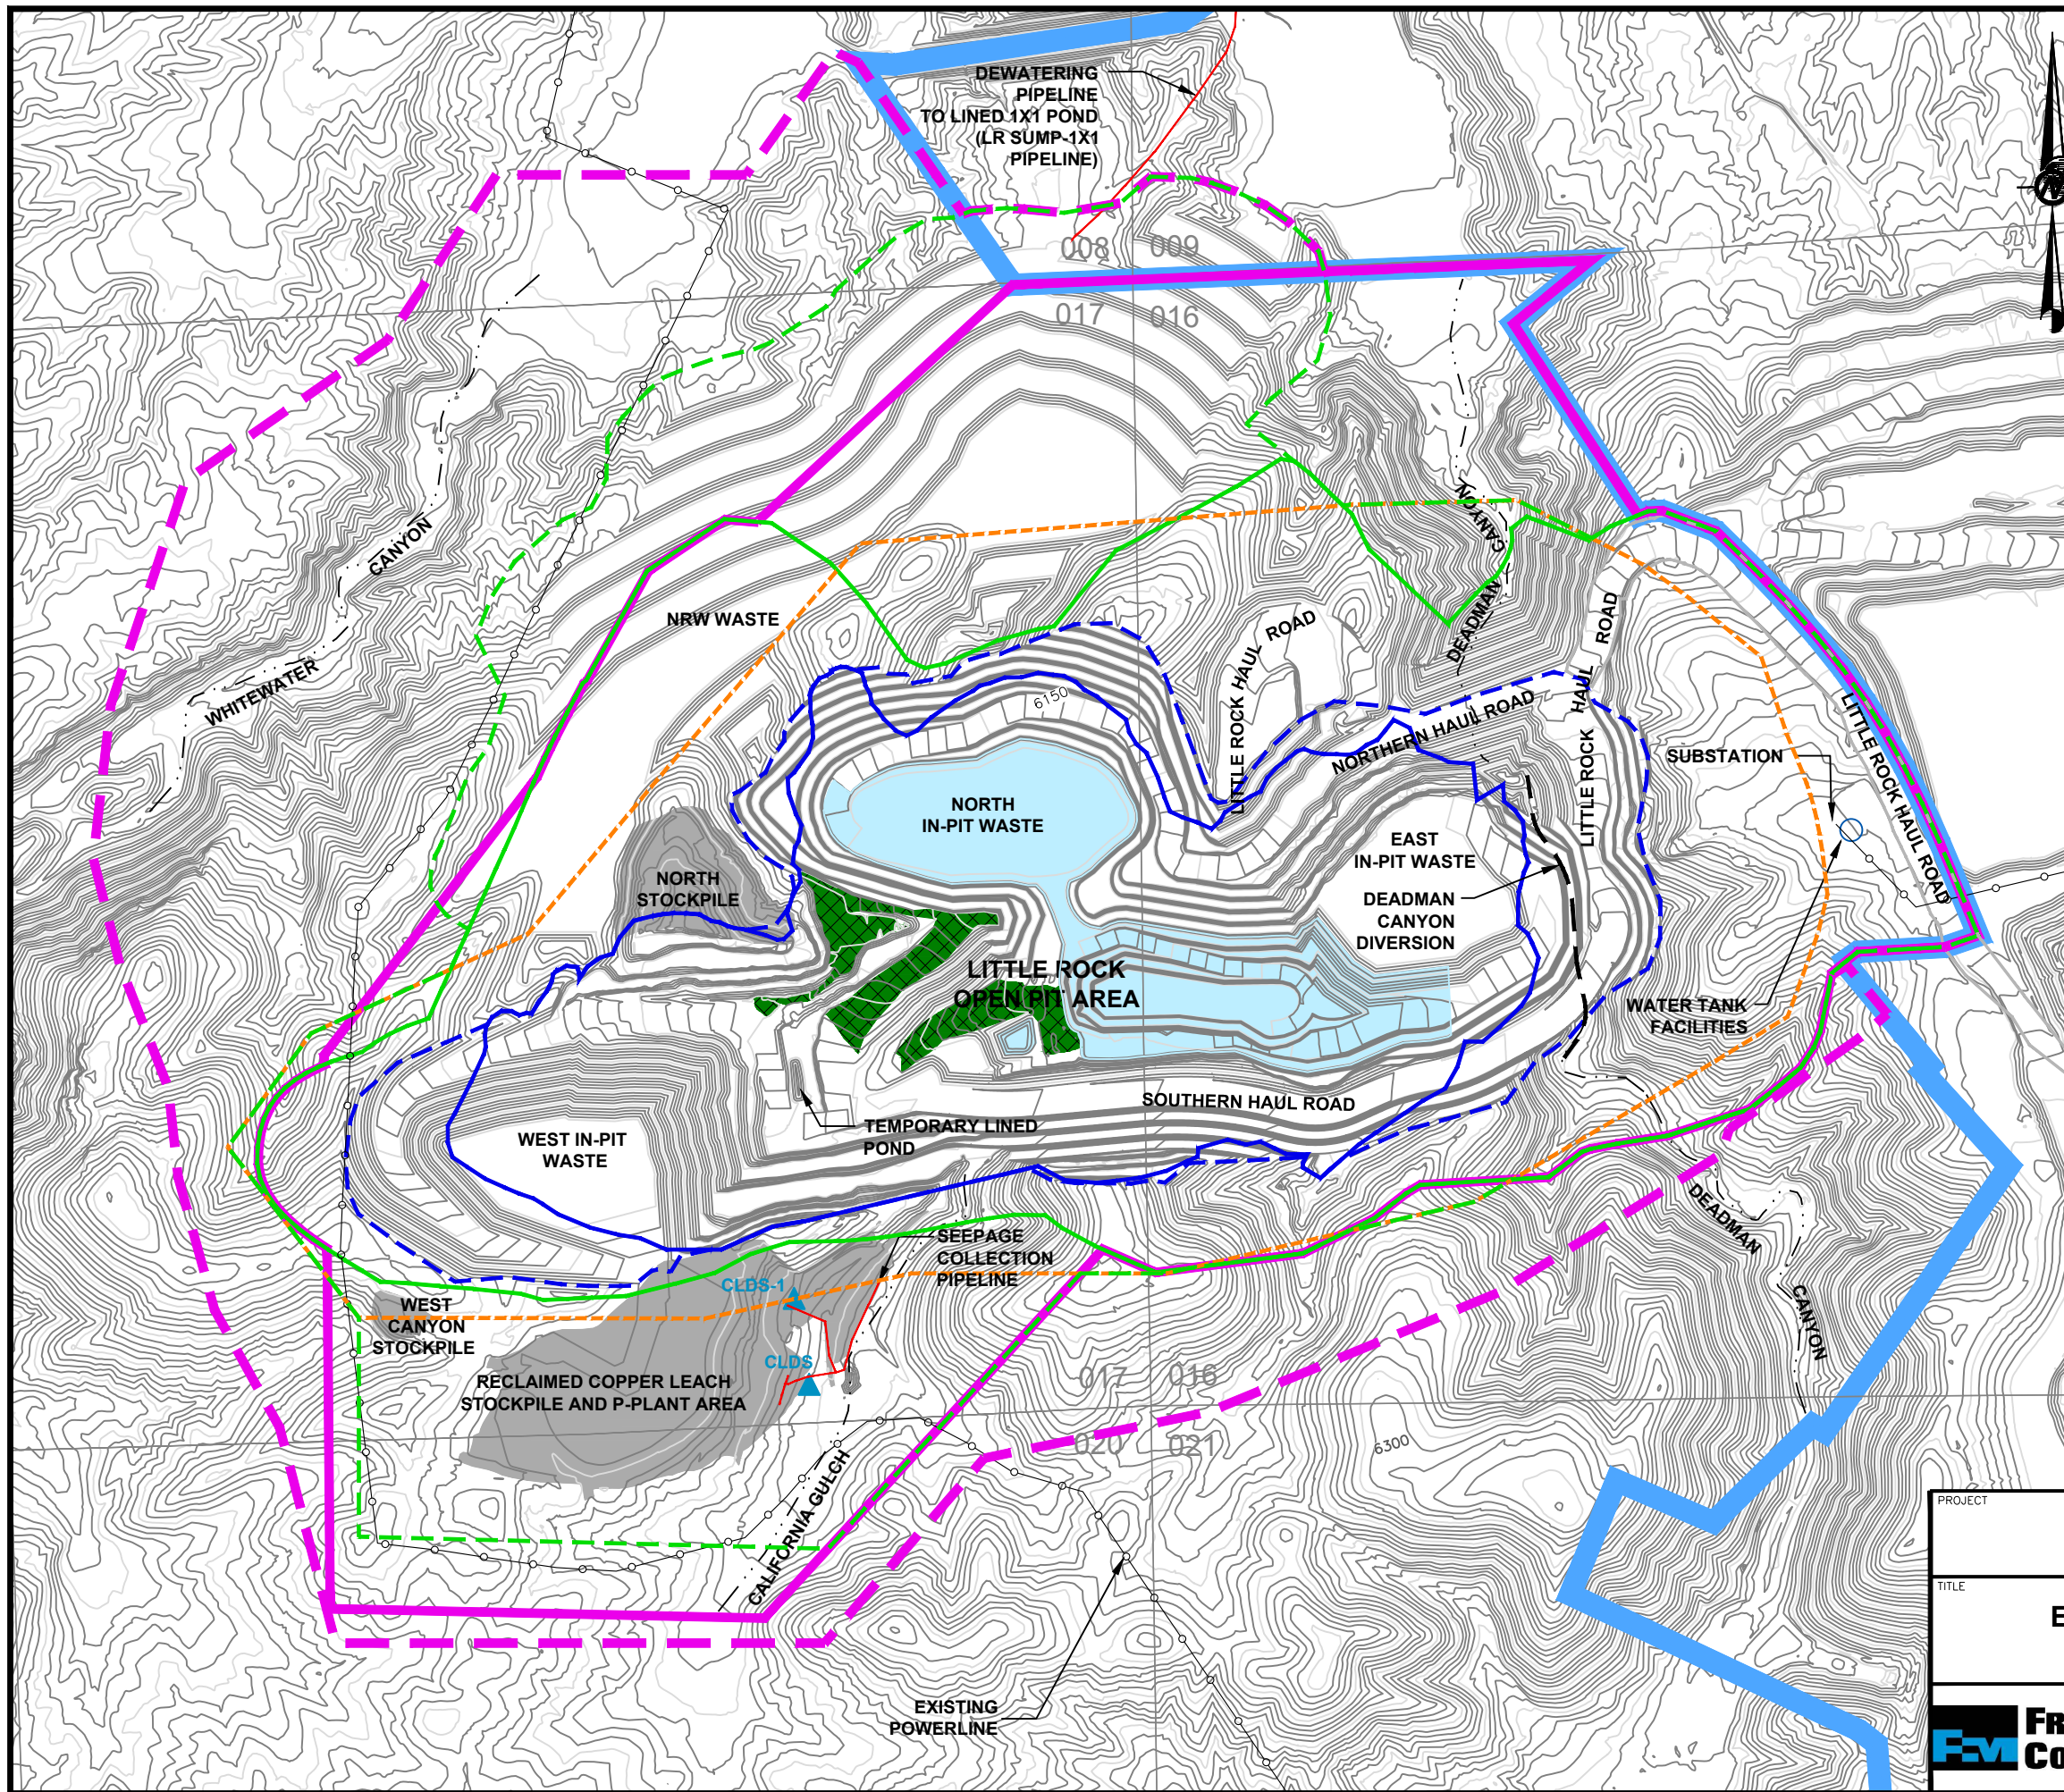 DEWATERING
PIPELINE
TO LINED 1X1 POND
(LR SUMP-1X1
PIPELINE)
008
009
017
016
CANYON
WHITEWATER
NRW WASTE
CANYON
DEADMAN
LITTLE ROCK HAUL ROAD
LITTLE ROCK HAUL ROAD
6150
NORTHERN HAUL ROAD
SUBSTATION
LITTLE ROCK HAUL ROAD
NORTH
IN-PIT WASTE
EAST
IN-PIT WASTE
NORTH
STOCKPILE
DEADMAN
CANYON
DIVERSION
LITTLE ROCK
OPEN PIT AREA
WATER TANK
FACILITIES
SOUTHERN HAUL ROAD
TEMPORARY LINED
POND
WEST IN-PIT
WASTE
DEADMAN
CANYON
SEEPAGE
COLLECTION
PIPELINE
CLDS-1
WEST
CANYON
STOCKPILE
CLDS
RECLAIMED COPPER LEACH
STOCKPILE AND P-PLANT AREA
017
016
020
021
6300
CALIFORNIA GULCH
EXISTING
POWERLINE
PROJECT
TITLE
E
FM
FR
CO